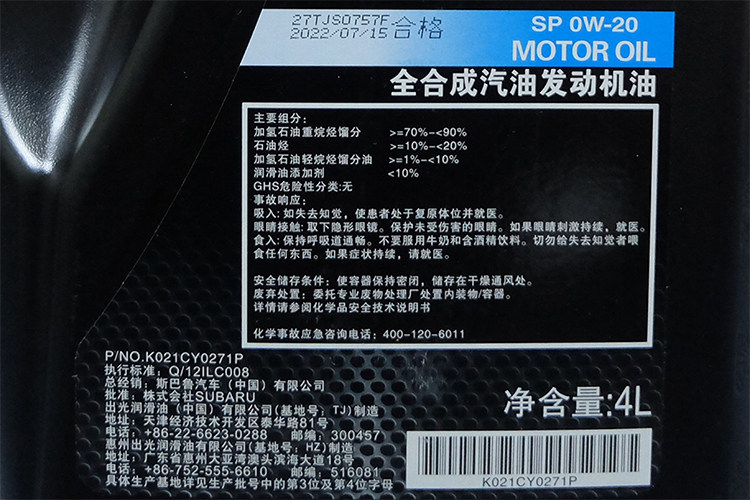 27TJS0757F
2022/07/15 合格
SP 0W-20
MOTOR OIL
全合成汽油发动机油
主要组分:
加氢石油重烷烃馏分 >=70%-<90%
石油烃 >=10%-<20%
加氢石油轻烷烃馏分油 >=1%-<10%
润滑油添加剂 <10%
GHS危险性分类:无
事故响应:
吸入: 如失去知觉, 使患者处于复原体位并就医。
眼睛接触: 取下隐形眼镜。保护未受伤害的眼睛。如果眼睛刺激持续, 就医。
食入: 保持呼吸道通畅。不要服用牛奶和含酒精饮料。切勿给失去知觉者喂
食任何东西。如果症状持续, 请就医。
安全储存条件: 使容器保持密闭, 储存在干燥通风处。
废弃处置: 委托专业废物处理厂处置内装物/容器。
详情请参阅化学品安全技术说明书
化学事故应急咨询电话: 400-120-6011
P/NO.K021CY0271P
执行标准: Q/12ILC008
总经销: 斯巴鲁汽车（中国）有限公司
批准: 株式会社SUBARU
出光润滑油（中国）有限公司(基地号: TJ)制造
地址: 天津经济技术开发区泰华路81号
电话: +86-22-6623-0288 邮编: 300457
惠州出光润滑油有限公司(基地号: HZ)制造
地址: 广东省惠州大亚湾澳头滨海大道18号
电话: +86-752-555-6610 邮编: 516081
具体生产基地详见生产批号中的第3位及第4位字母
净含量:4L
K021CY0271P